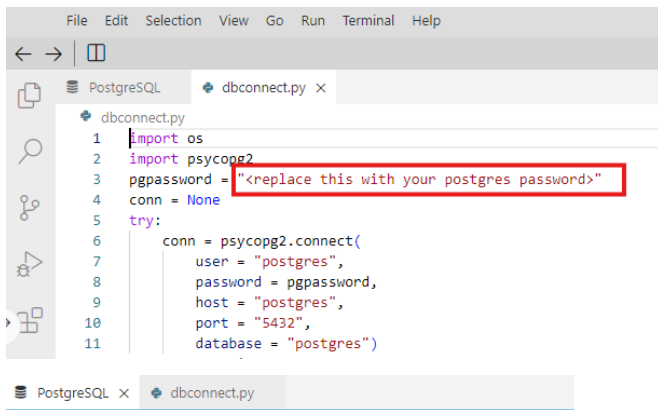 File Edit Selection View Go Run Terminal Help
PostgreSQL dbconnect.py
dbconnect.py
1 import os
2 import psycopg2
3 pgpassword = "<replace this with your postgres password>"
4 conn = None
5 try:
6 conn = psycopg2.connect(
7 user = "postgres",
8 password = pgpassword,
9 host = "postgres",
10 port = "5432",
11 database = "postgres")
PostgreSQL dbconnect.py